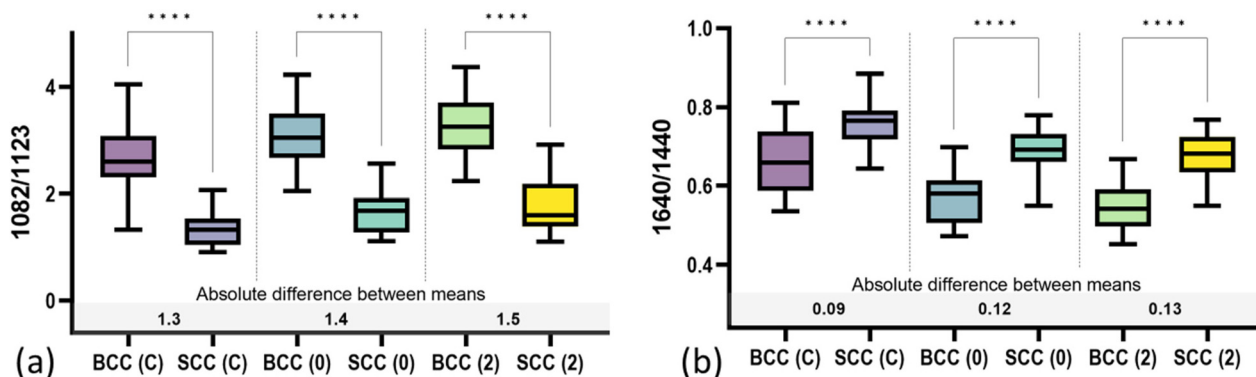 **** **** ****
4
2
0
1082/1123
Absolute difference between means
1.3 1.4 1.5
BCC (C) SCC (C) BCC (0) SCC (0) BCC (2) SCC (2)
(a)
**** **** ****
1.0
0.8
0.6
0.4
1640/1440
Absolute difference between means
0.09 0.12 0.13
BCC (C) SCC (C) BCC (0) SCC (0) BCC (2) SCC (2)
(b)